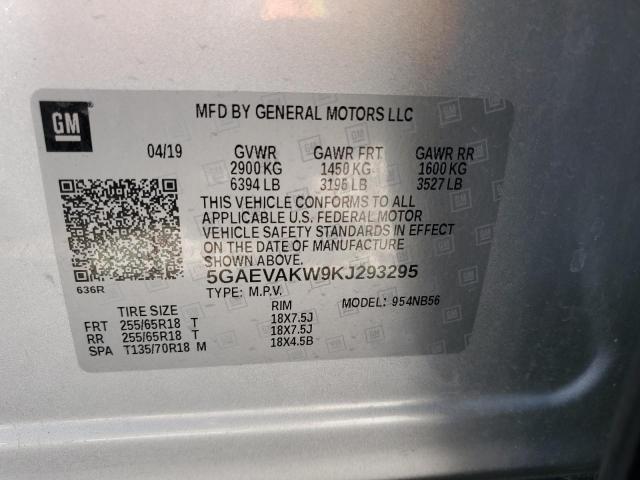 GM
MFD BY GENERAL MOTORS LLC
04/19 GVWR GAWR FRT GAWR RR
2900 KG 1450 KG 1600 KG
6394 LB 3196 LB 3527 LB
THIS VEHICLE CONFORMS TO ALL
APPLICABLE U.S. FEDERAL MOTOR
VEHICLE SAFETY STANDARDS IN EFFECT
ON THE DATE OF MANUFACTURE
SHOWN ABOVE.
636R
5GAEVAKW9KJ293295
TYPE: M.P.V. MODEL: 954NB56
TIRE SIZE RIM
FRT 255/65R18 T 18X7.5J
RR 255/65R18 T 18X7.5J
SPA T135/70R18 M 18X4.5B